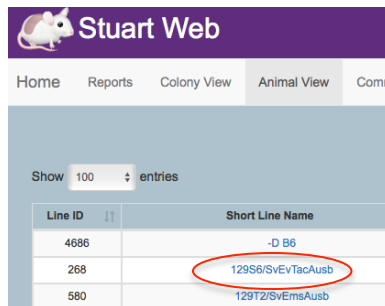 Stuart Web
Home Reports Colony View Animal View
Show 100 entries
Line ID Short Line Name
4686 -D B6
268 129S6/SvEvTacAusb
580 129T2/SvEmsAusb